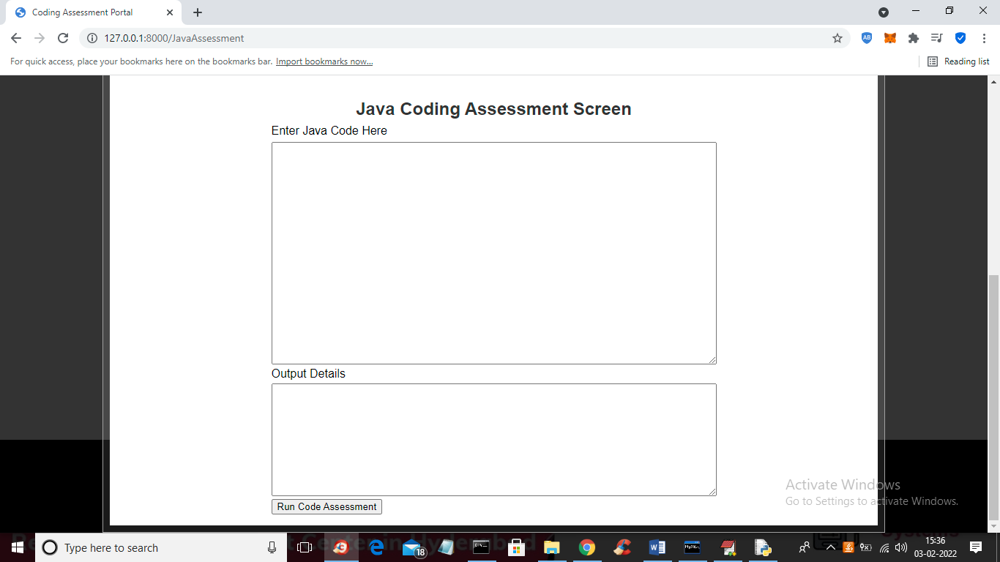 Coding Assessment Portal
127.0.0.1:8000/JavaAssessment
AB
For quick access, place your bookmarks here on the bookmarks bar. Import bookmarks now...
Reading list
Java Coding Assessment Screen
Enter Java Code Here
Output Details
Run Code Assessment
Activate Windows
Go to Settings to activate Windows.
Type here to search
18
MySQL
15:36
03-02-2022